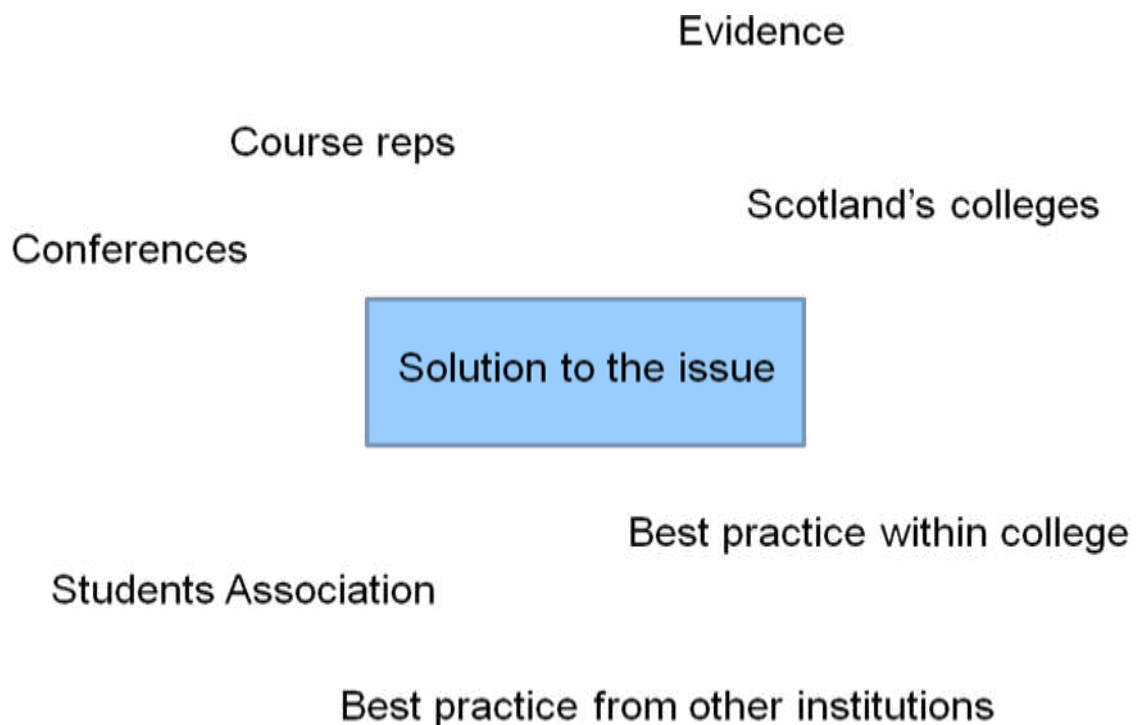 Evidence
Course reps
Scotland’s colleges
Conferences
Solution to the issue
Best practice within college
Students Association
Best practice from other institutions